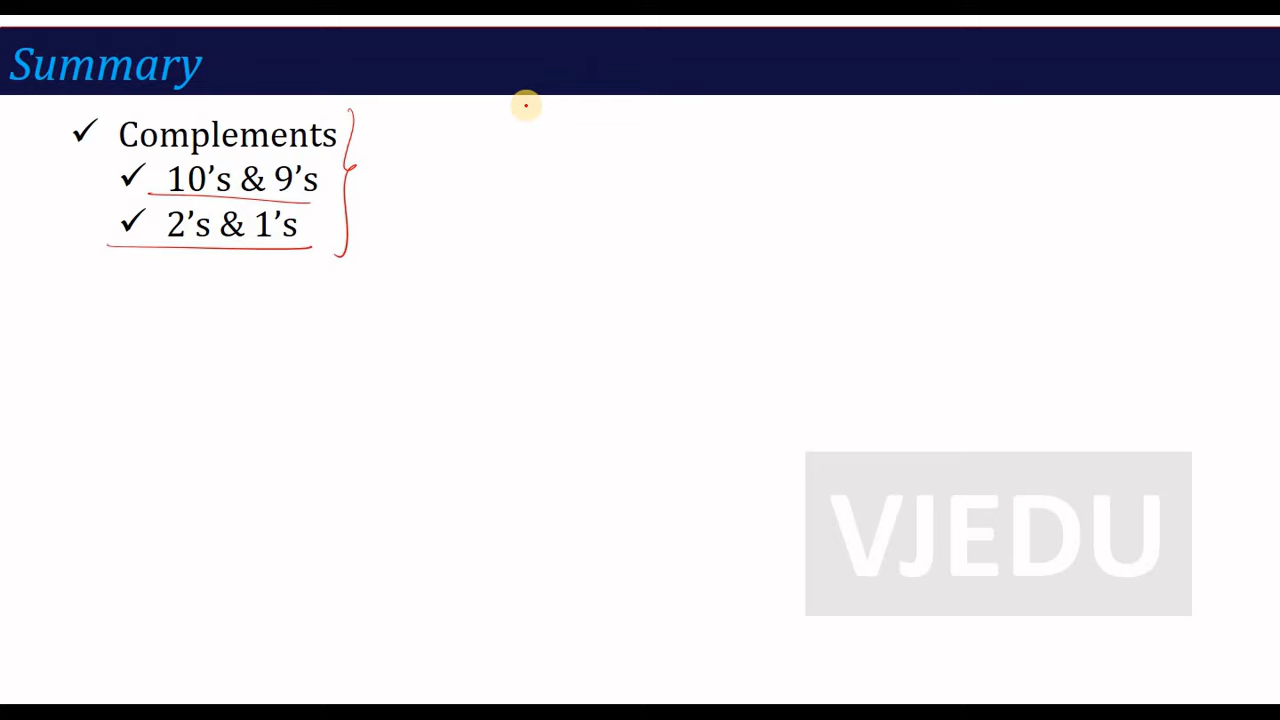 Summary
✓ Complements
✓ 10’s & 9’s
✓ 2’s & 1’s
VJEDU